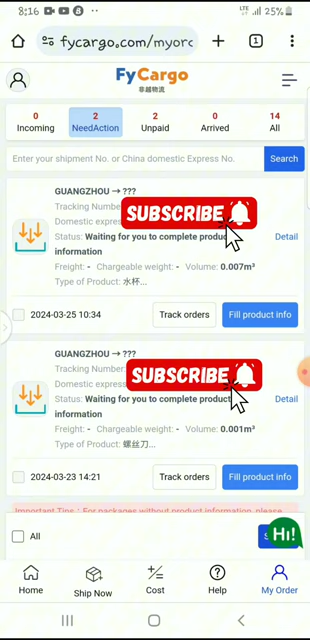 8:16
LTE 25%
fycargo.com/myorc
1
FyCargo
菲越物流
0 2 2 0 14
Incoming NeedAction Unpaid Arrived All
Enter your shipment No. or China domestic Express No. Search
GUANGZHOU → ???
Tracking Number
SUBSCRIBE
Domestic expres
Status: Waiting for you to complete product Detail
information
Freight: - Chargeable weight: - Volume: 0.007m³
Type of Product: 水杯...
2024-03-25 10:34 Track orders Fill product info
GUANGZHOU → ???
Tracking Number:
SUBSCRIBE
Domestic expres
Status: Waiting for you to complete product Detail
information
Freight: - Chargeable weight: - Volume: 0.001m³
Type of Product: 螺丝刀...
2024-03-23 14:21 Track orders Fill product info
Important Tips: For packages without product information, please
All
Hi!
Home Ship Now Cost Help My Order